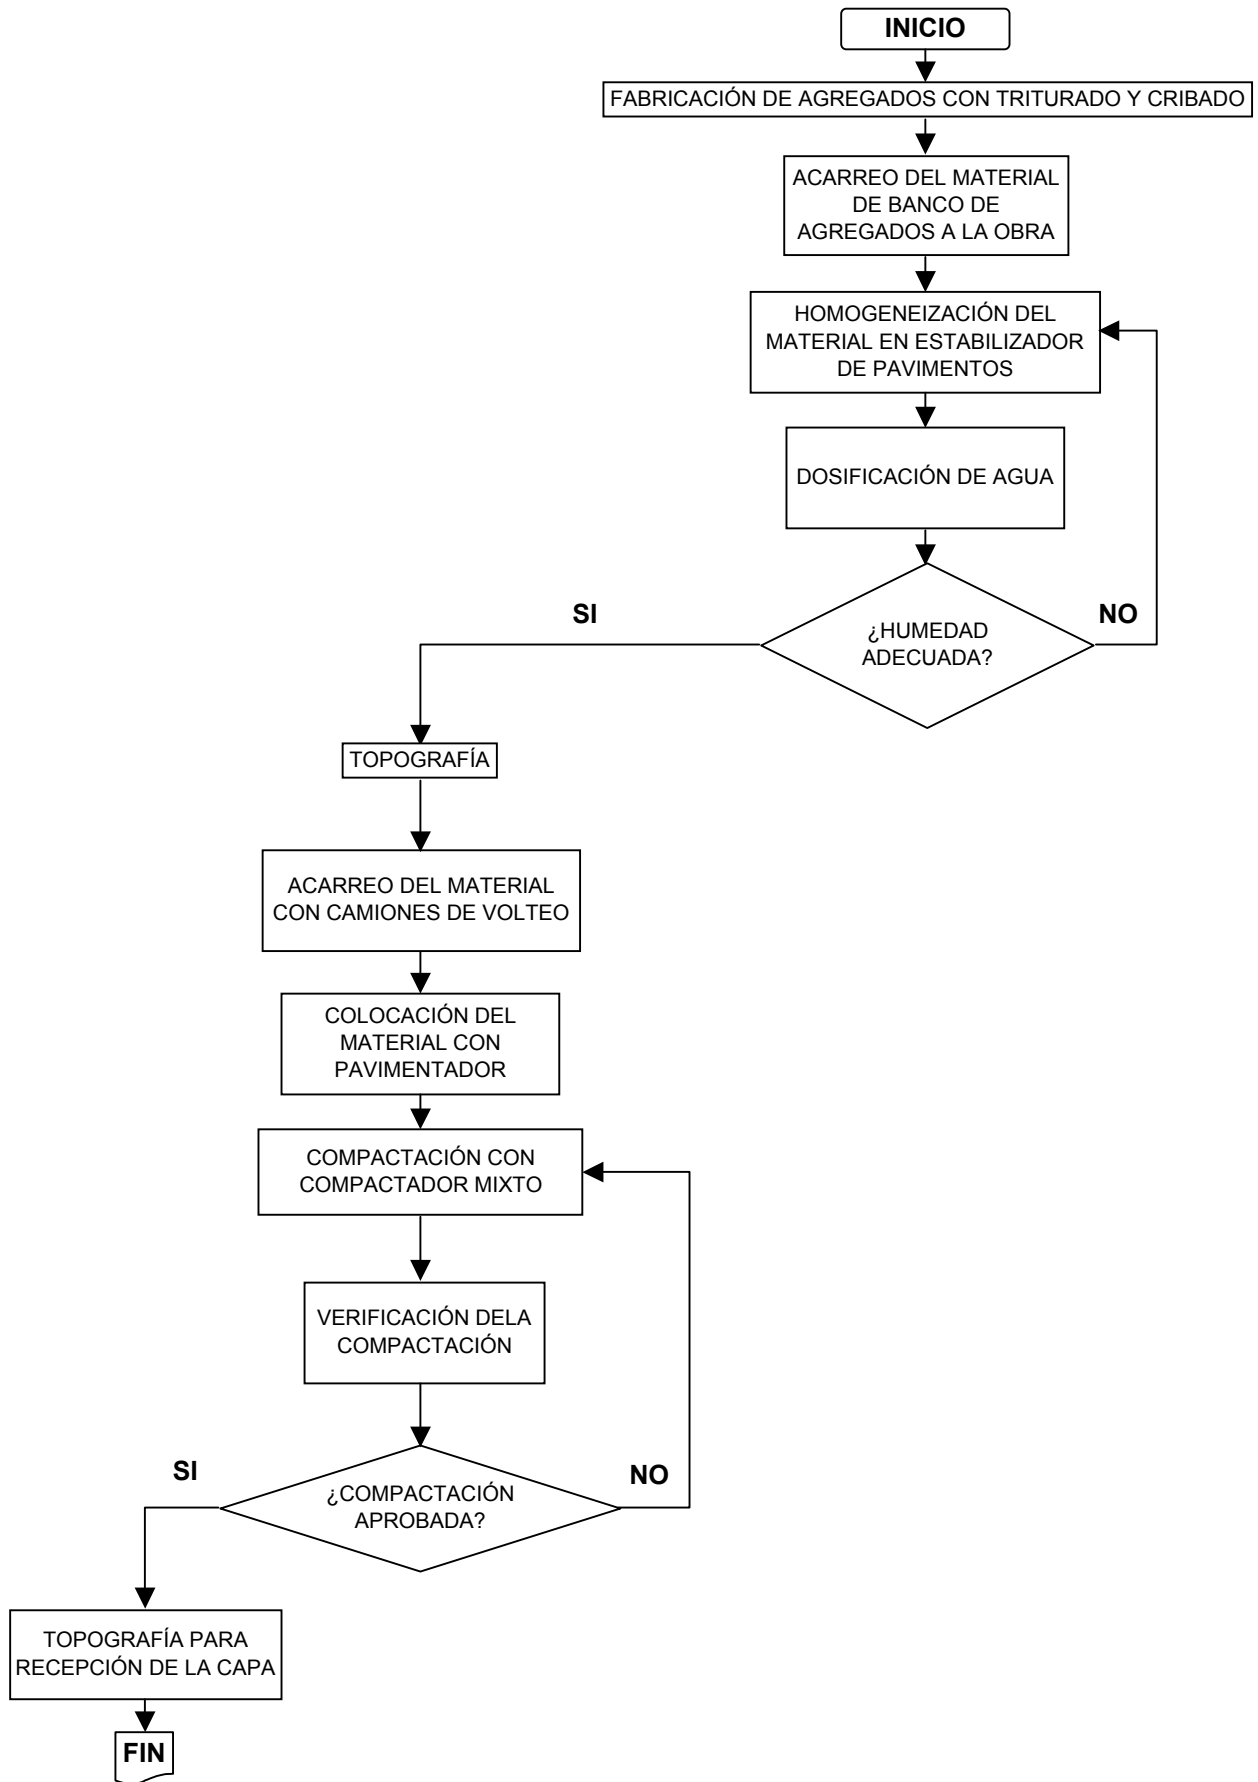 INICIO
FABRICACIÓN DE AGREGADOS CON TRITURADO Y CRIBADO
ACARREO DEL MATERIAL
DE BANCO DE
AGREGADOS A LA OBRA
HOMOGENEIZACIÓN DEL
MATERIAL EN ESTABILIZADOR
DE PAVIMENTOS
DOSIFICACIÓN DE AGUA
SI
NO
¿HUMEDAD
ADECUADA?
TOPOGRAFÍA
ACARREO DEL MATERIAL
CON CAMIONES DE VOLTEO
COLOCACIÓN DEL
MATERIAL CON
PAVIMENTADOR
COMPACTACIÓN CON
COMPACTADOR MIXTO
VERIFICACIÓN DELA
COMPACTACIÓN
SI
NO
¿COMPACTACIÓN
APROBADA?
TOPOGRAFÍA PARA
RECEPCIÓN DE LA CAPA
FIN